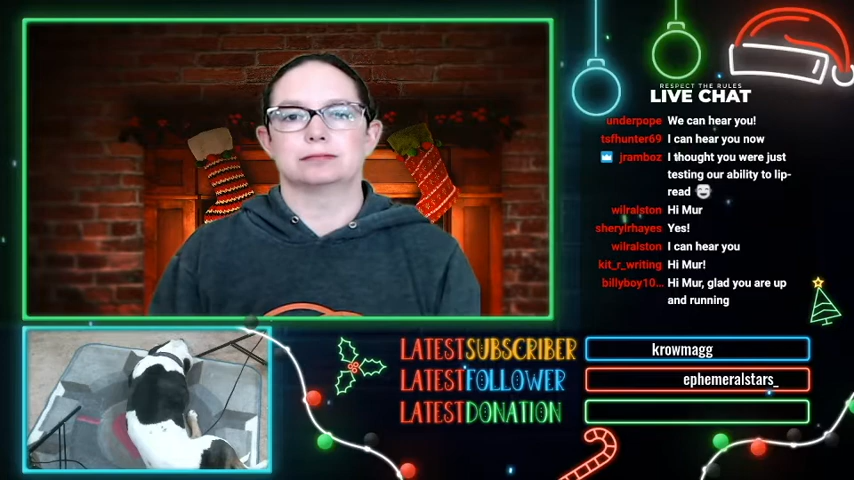 RESPECT THE RULES
LIVE CHAT
underpope We can hear you!
tsfhunter69 I can hear you now
jramboz I thought you were just
testing our ability to lip-
read
wilralston Hi Mur
sherylrhayes Yes!
wilralston I can hear you
kit_r_writing Hi Mur!
billyboy10... Hi Mur, glad you are up
and running
LATESTSUBSCRIBER krowmagg
LATESTFOLLOWER ephemeralstars_
LATESTDONATION